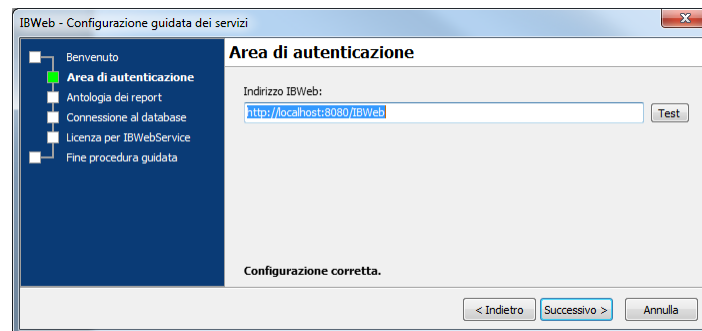 IBWeb - Configurazione guidata dei servizi
Benvenuto
Area di autenticazione
Antologia dei report
Connessione al database
Licenza per IBWebService
Fine procedura guidata
Area di autenticazione
Indirizzo IBWeb:
http://localhost:8080/IBWeb
Test
Configurazione corretta.
< Indietro
Successivo >
Annulla